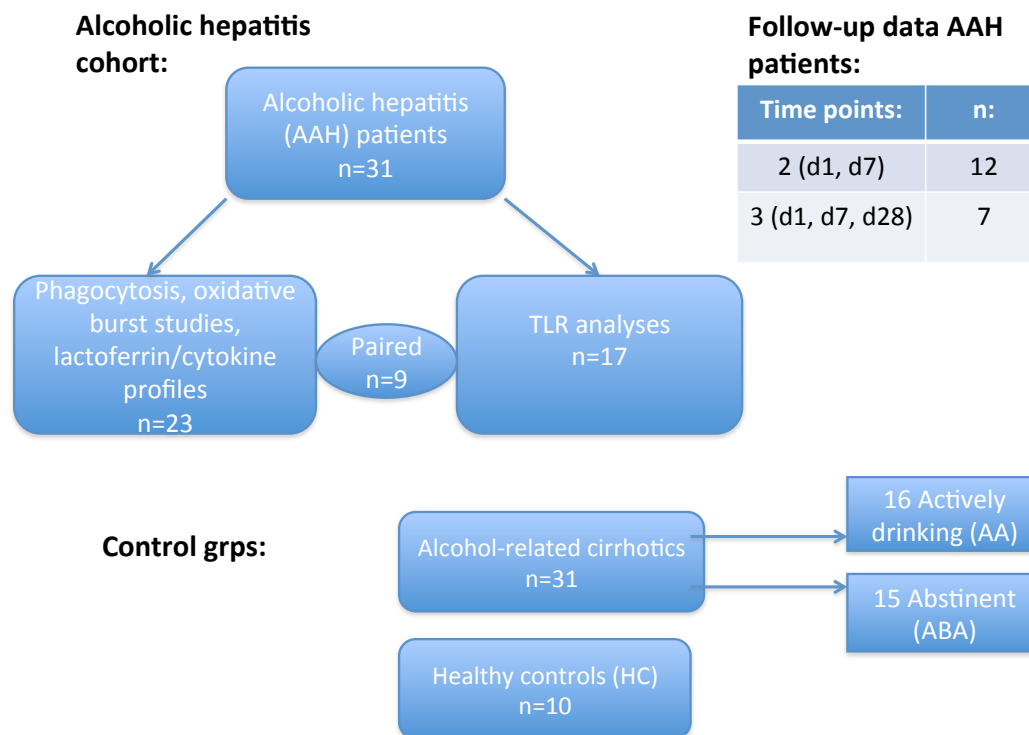 Alcoholic hepatitis
cohort:
Alcoholic hepatitis
(AAH) patients
n=31
Follow-up data AAH
patients:
Time points: n:
2 (d1, d7) 12
3 (d1, d7, d28) 7
Phagocytosis, oxidative
burst studies,
lactoferrin/cytokine
profiles
n=23
Paired
n=9
TLR analyses
n=17
Control grps:
Alcohol-related cirrhotics
n=31
16 Actively
drinking (AA)
15 Abstinent
(ABA)
Healthy controls (HC)
n=10